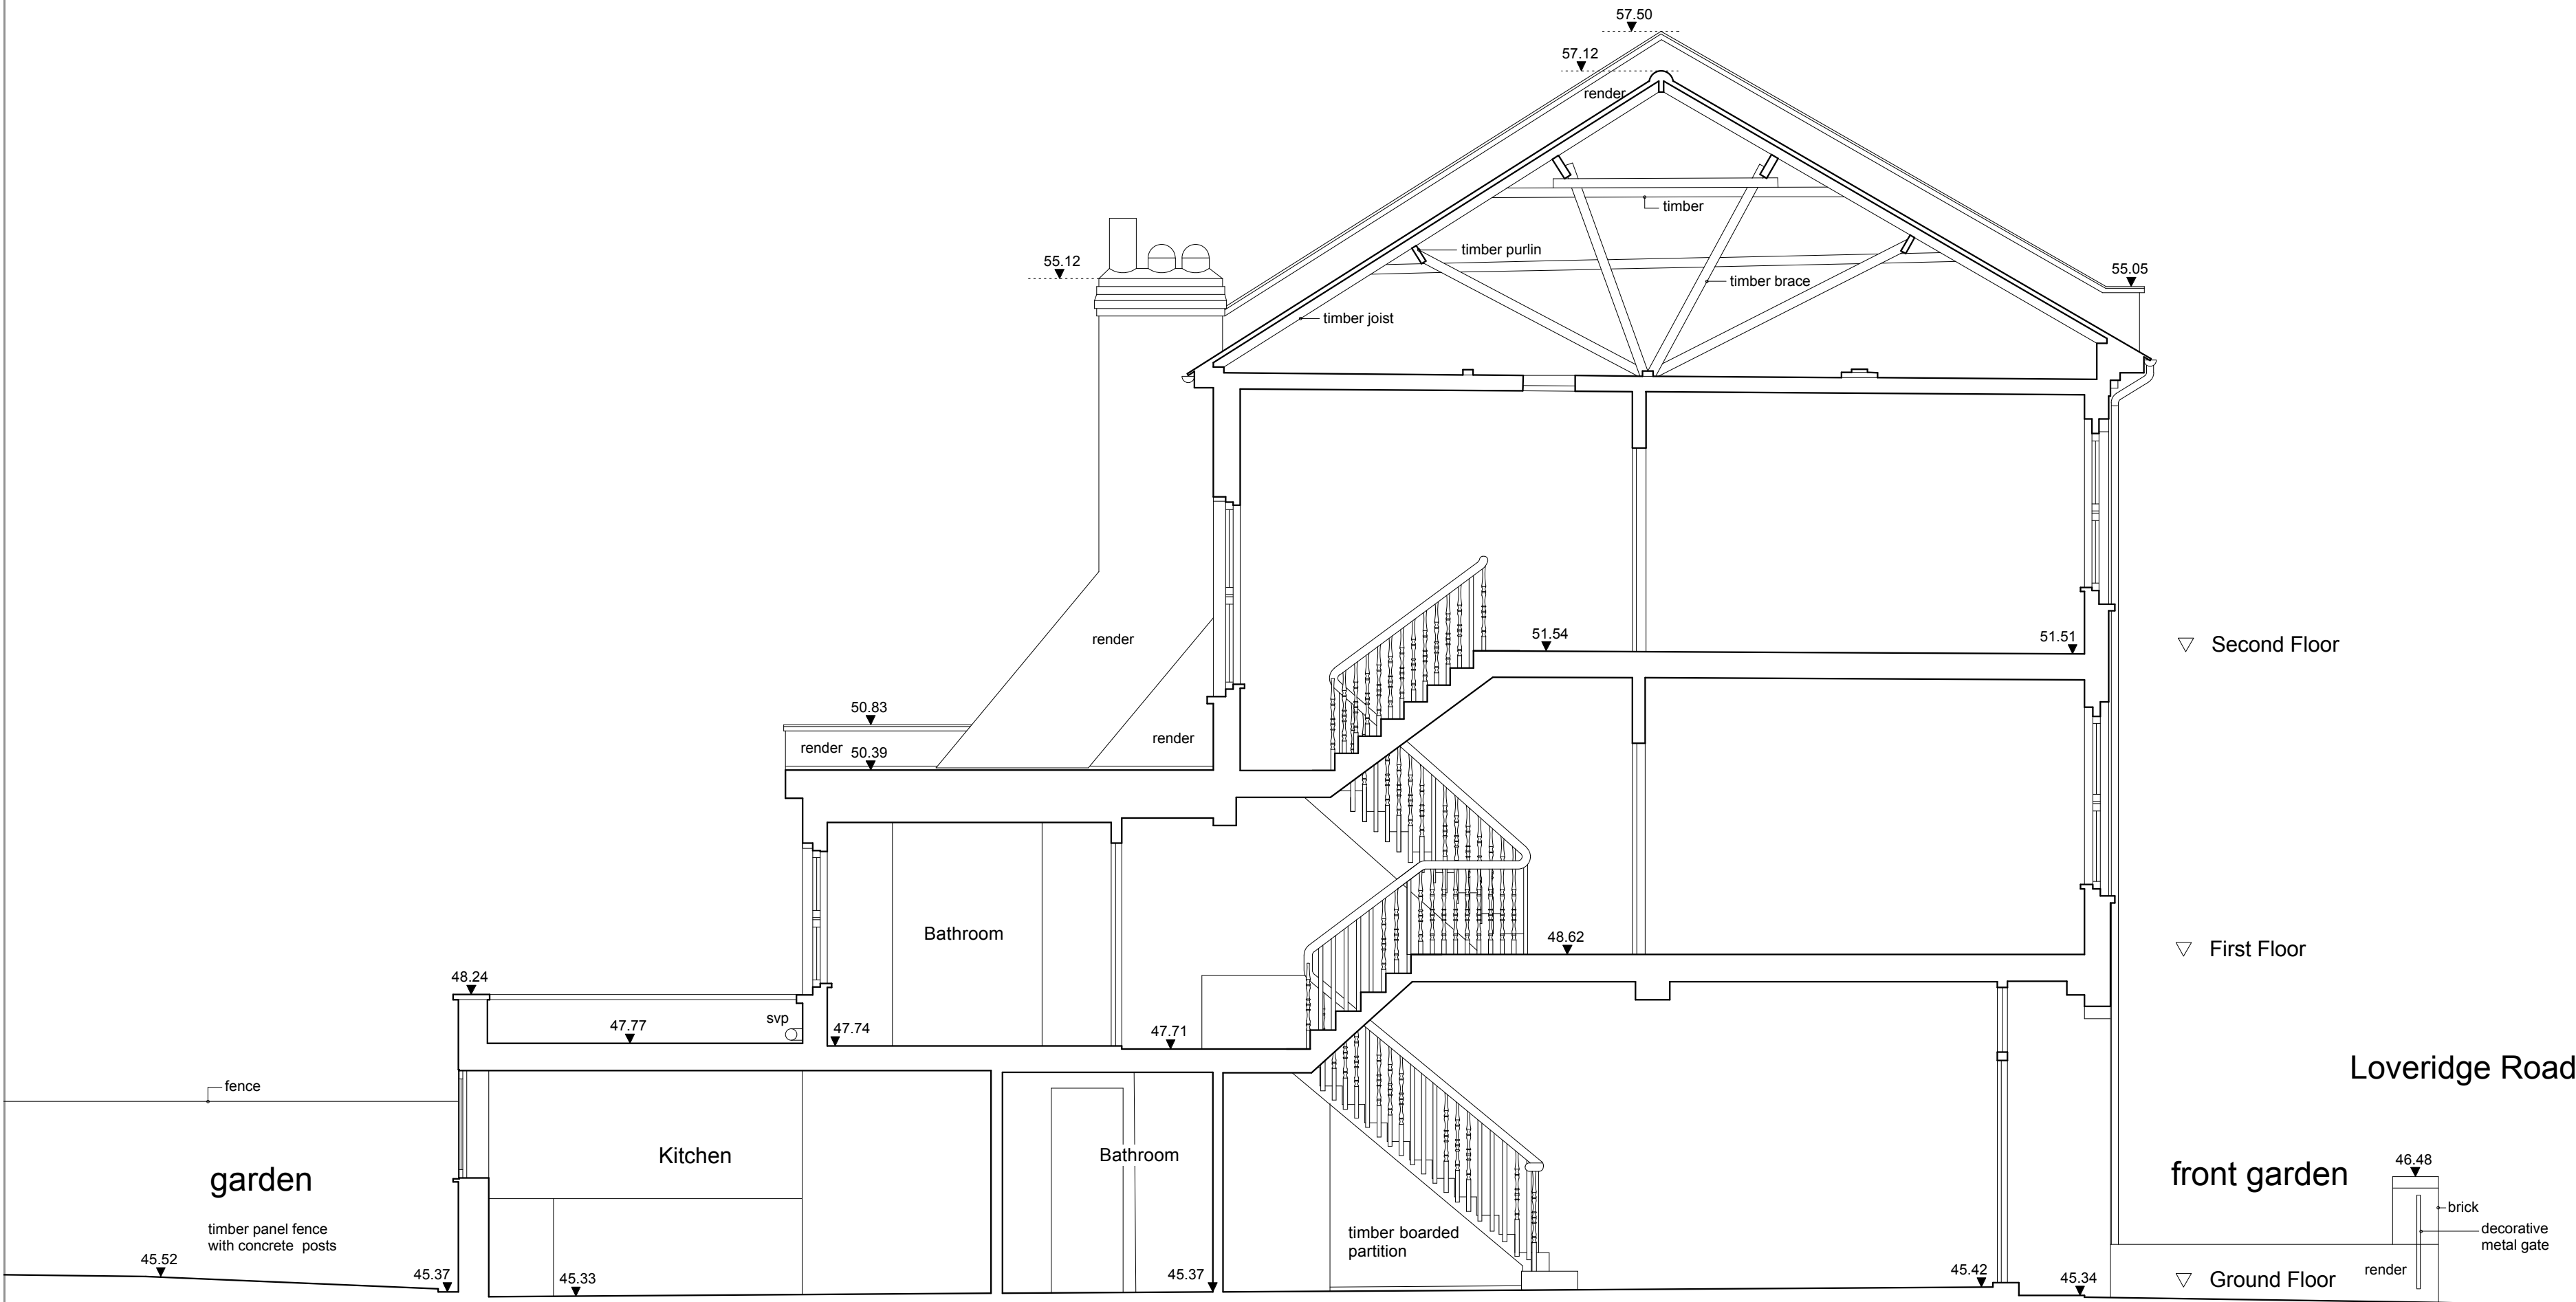 57.50
57.12
render
timber
timber purlin
55.12
timber brace
55.05
timber joist
render
51.54
51.51
Second Floor
50.83
render
render
50.39
Bathroom
48.62
First Floor
48.24
svp
47.77
47.74
47.71
Loveridge Road
fence
Kitchen
Bathroom
garden
front garden
46.48
brick
timber panel fence
with concrete posts
timber boarded
partition
decorative
metal gate
45.52
45.37
45.33
45.37
45.42
45.34
Ground Floor
render